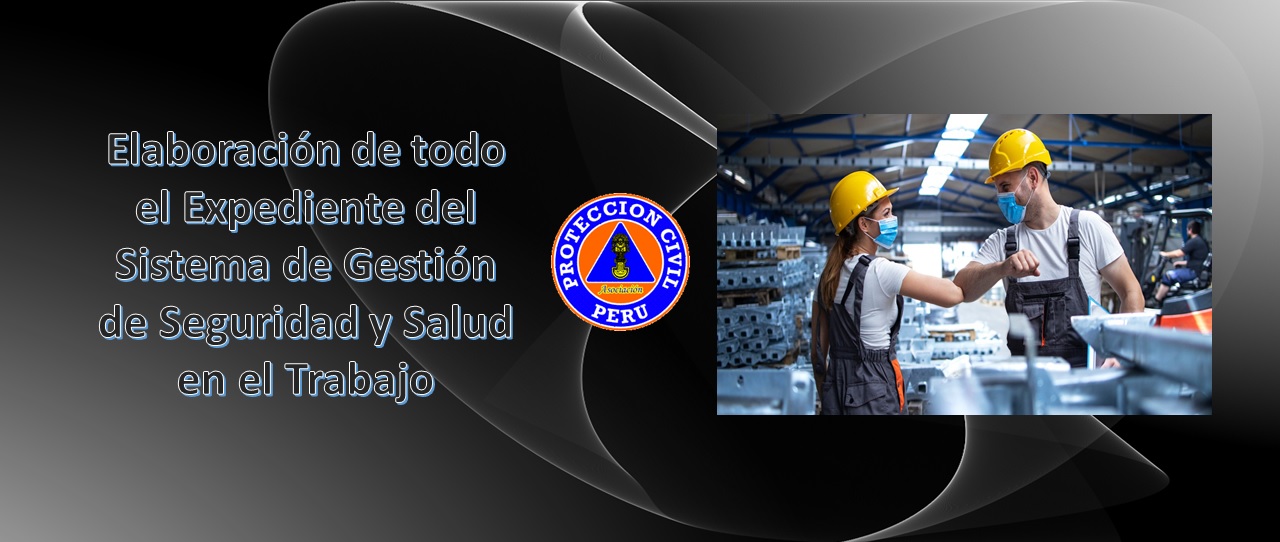 Elaboración de todo
el Expediente del
Sistema de Gestión
de Seguridad y Salud
en el Trabajo
PROTECCION CIVIL
Asociación
PERU